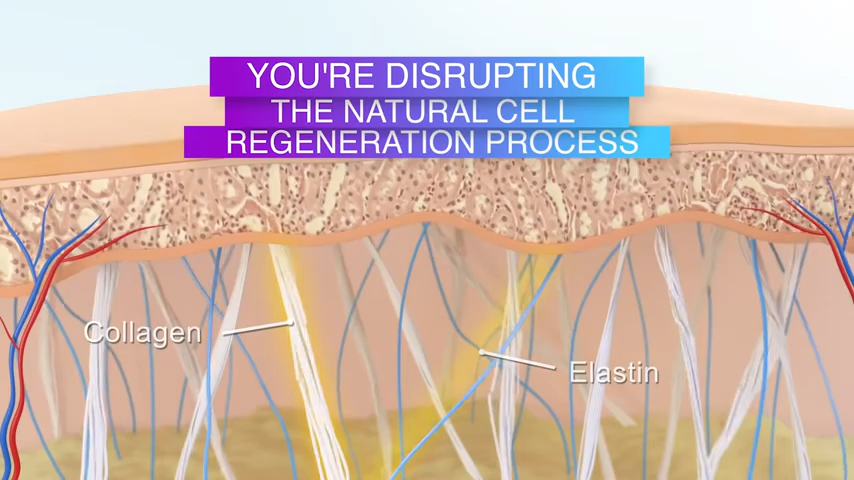 YOU'RE DISRUPTING
THE NATURAL CELL
REGENERATION PROCESS
Collagen
Elastin